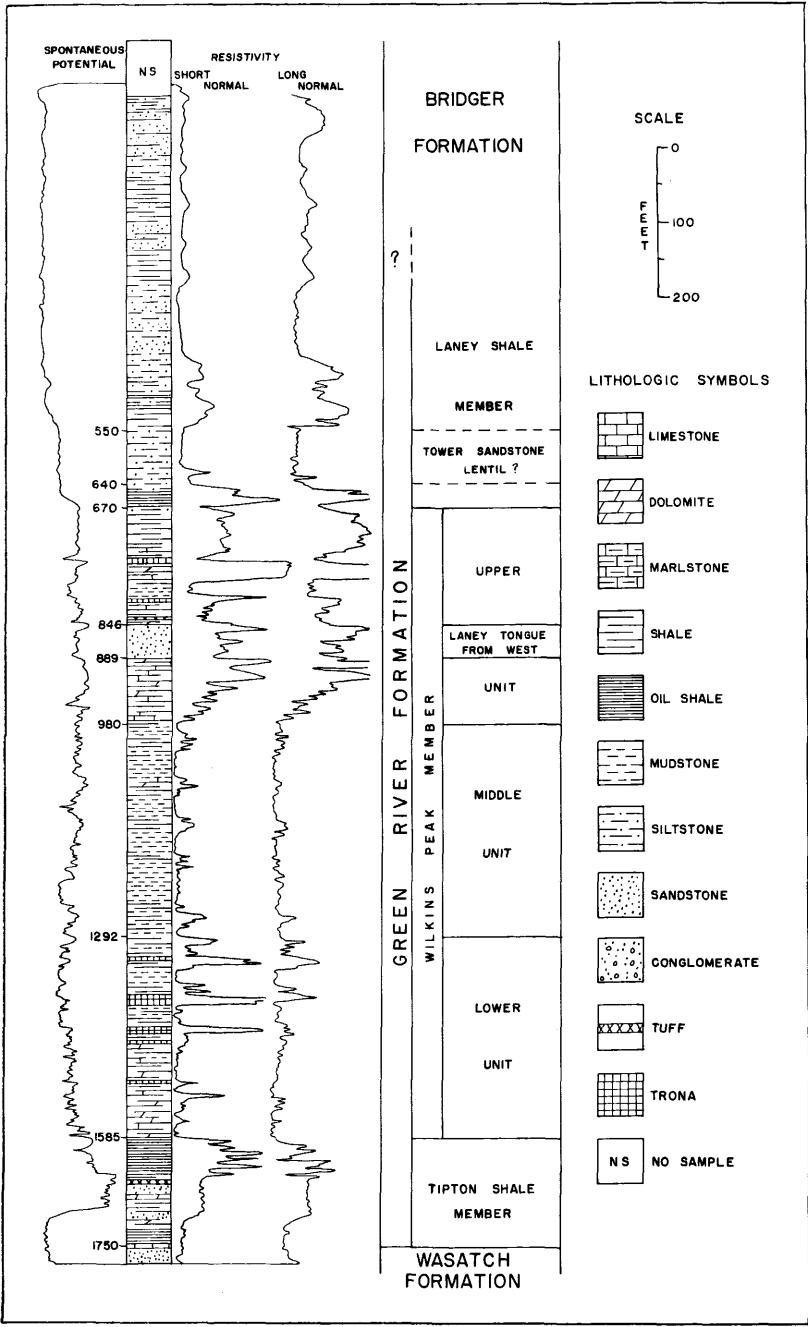 SPONTANEOUS
POTENTIAL
NS
RESISTIVITY
SHORT
NORMAL
LONG
NORMAL
550
640
670
846
889
980
1292
1585
1750
BRIDGER
FORMATION
?
LANEY SHALE
MEMBER
TOWER SANDSTONE
LENTIL ?
GREEN RIVER FORMATION
WILKINS PEAK MEMBER
UPPER
LANEY TONGUE
FROM WEST
UNIT
MIDDLE
UNIT
LOWER
UNIT
TIPTON SHALE
MEMBER
WASATCH
FORMATION
SCALE
FEET
0
100
200
LITHOLOGIC SYMBOLS
LIMESTONE
DOLOMITE
MARLSTONE
SHALE
OIL SHALE
MUDSTONE
SILTSTONE
SANDSTONE
CONGLOMERATE
TUFF
TRONA
NS NO SAMPLE